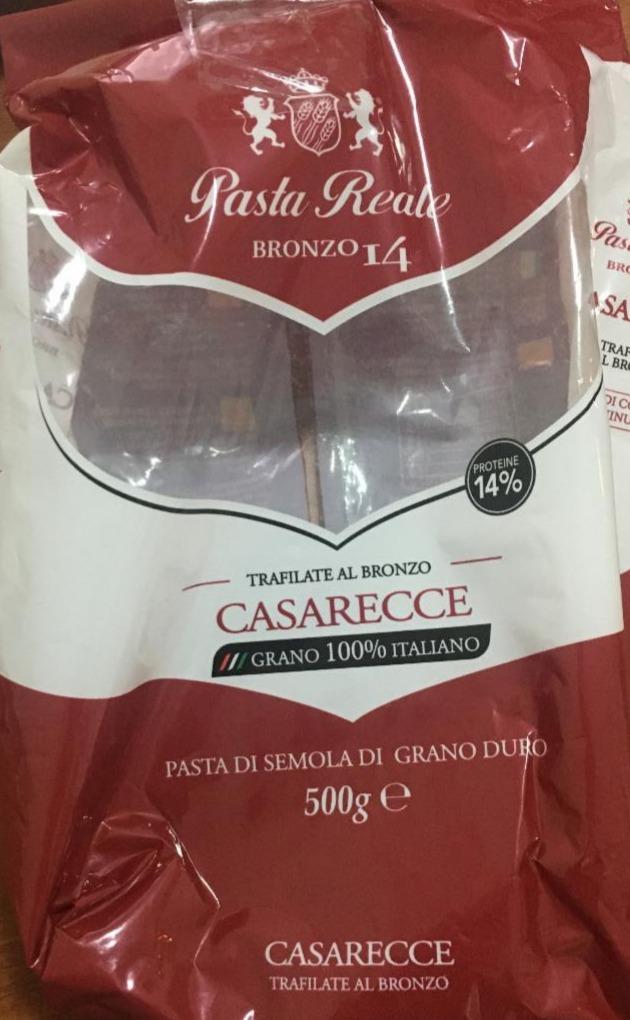 Pasta Reale
BRONZO 14
PROTEINE
14%
TRAFILATE AL BRONZO
CASARECCE
GRANO 100% ITALIANO
PASTA DI SEMOLA DI GRANO DURO
500g ℮
CASARECCE
TRAFILATE AL BRONZO